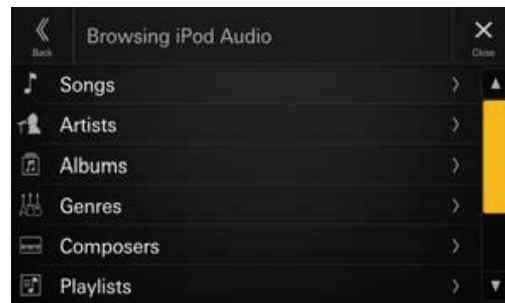 Browsing iPod Audio
Back
Close
Songs
Artists
Albums
Genres
Composers
Playlists